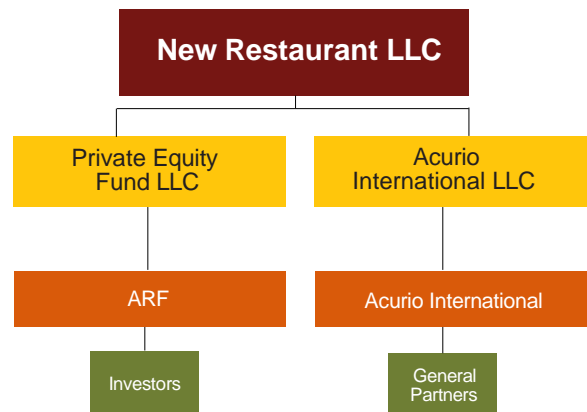 New Restaurant LLC
Private Equity
Fund LLC
Acurio
International LLC
ARF
Acurio International
Investors
General
Partners